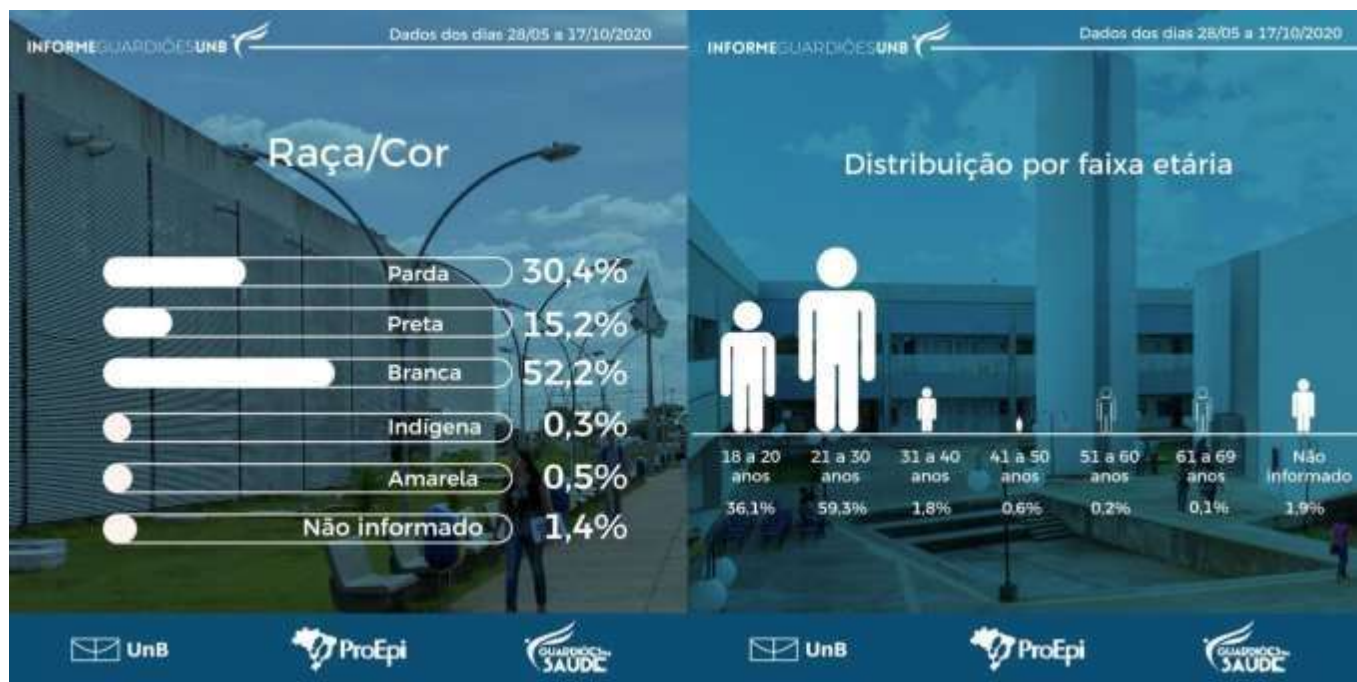 INFORMEGUARDIÕESUNB
Dados dos dias 28/05 a 17/10/2020
Raça/Cor
Parda 30,4%
Preta 15,2%
Branca 52,2%
Indígena 0,3%
Amarela 0,5%
Não informado 1,4%
UnB
ProEpi
GUARDIÕES DA
SAÚDE
INFORMEGUARDIÕESUNB
Dados dos dias 28/05 a 17/10/2020
Distribuição por faixa etária
18 a 20 anos
36,1%
21 a 30 anos
59,3%
31 a 40 anos
1,8%
41 a 50 anos
0,6%
51 a 60 anos
0,2%
61 a 69 anos
0,1%
Não informado
1,9%
UnB
ProEpi
GUARDIÕES DA
SAÚDE